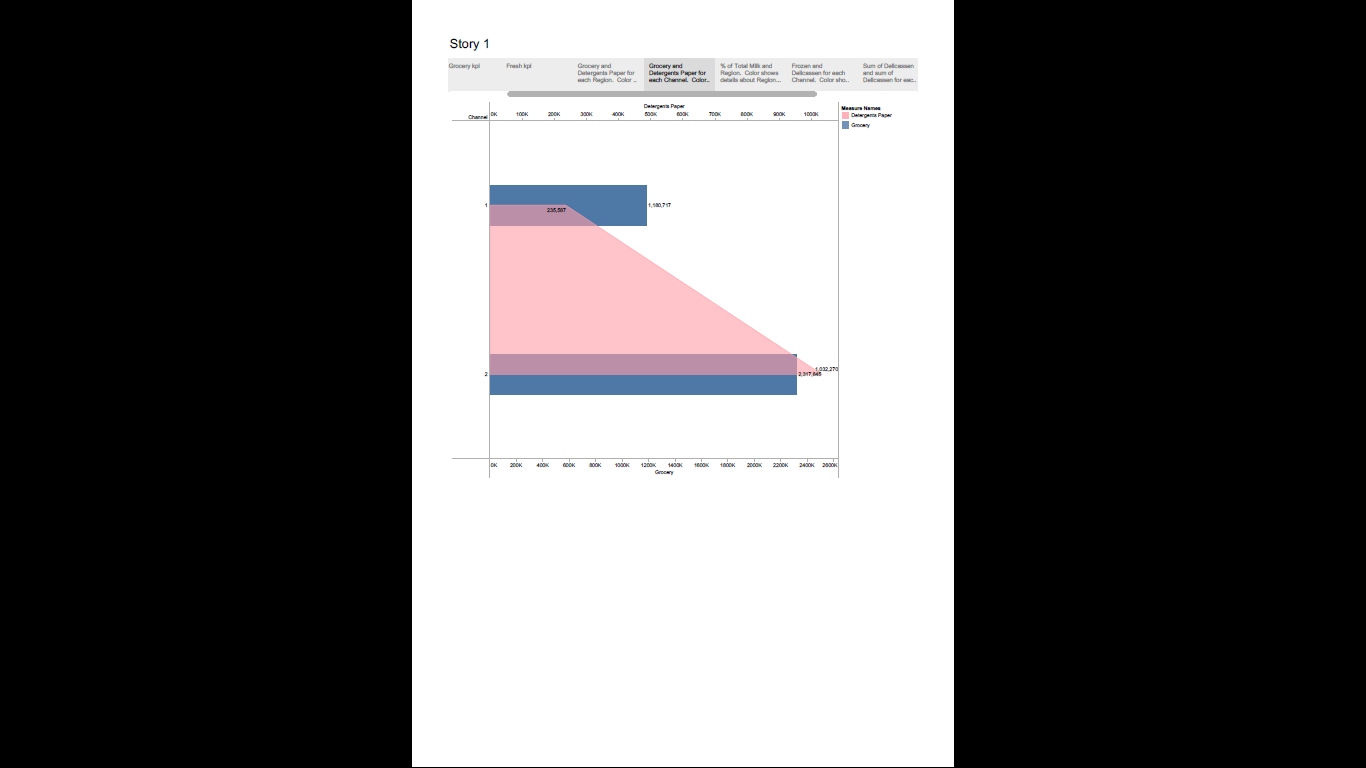 Story 1
Grocery kpI
Fresh kpI
Grocery and
Detergents Paper for
each Region. Color ..
Grocery and
Detergents Paper for
each Channel. Color..
% of Total Milk and
Region. Color shows
details about Region...
Frozen and
Delicassen for each
Channel. Color sho..
Sum of Delicassen
and sum of
Delicassen for eac..
Detergents Paper
Channel
0K 100K 200K 300K 400K 500K 600K 700K 800K 900K 1000K
Measure Names
Detergents Paper
Grocery
1
1,180,717
235,587
1,032,270
2
2,317,845
0K 200K 400K 600K 800K 1000K 1200K 1400K 1600K 1800K 2000K 2200K 2400K 2600K
Grocery